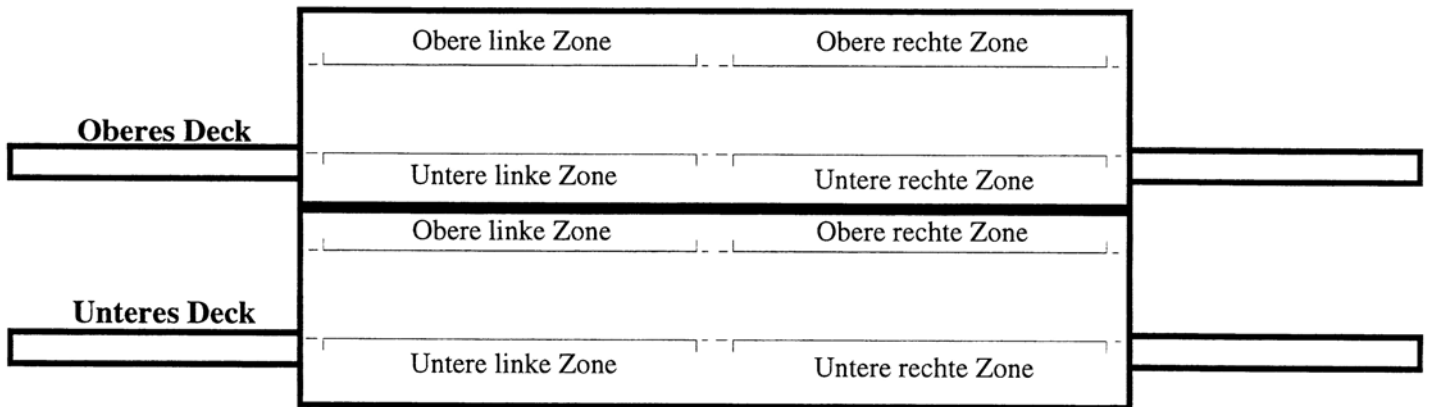 Obere linke Zone Obere rechte Zone
Oberes Deck
Untere linke Zone Untere rechte Zone
Obere linke Zone Obere rechte Zone
Unteres Deck
Untere linke Zone Untere rechte Zone